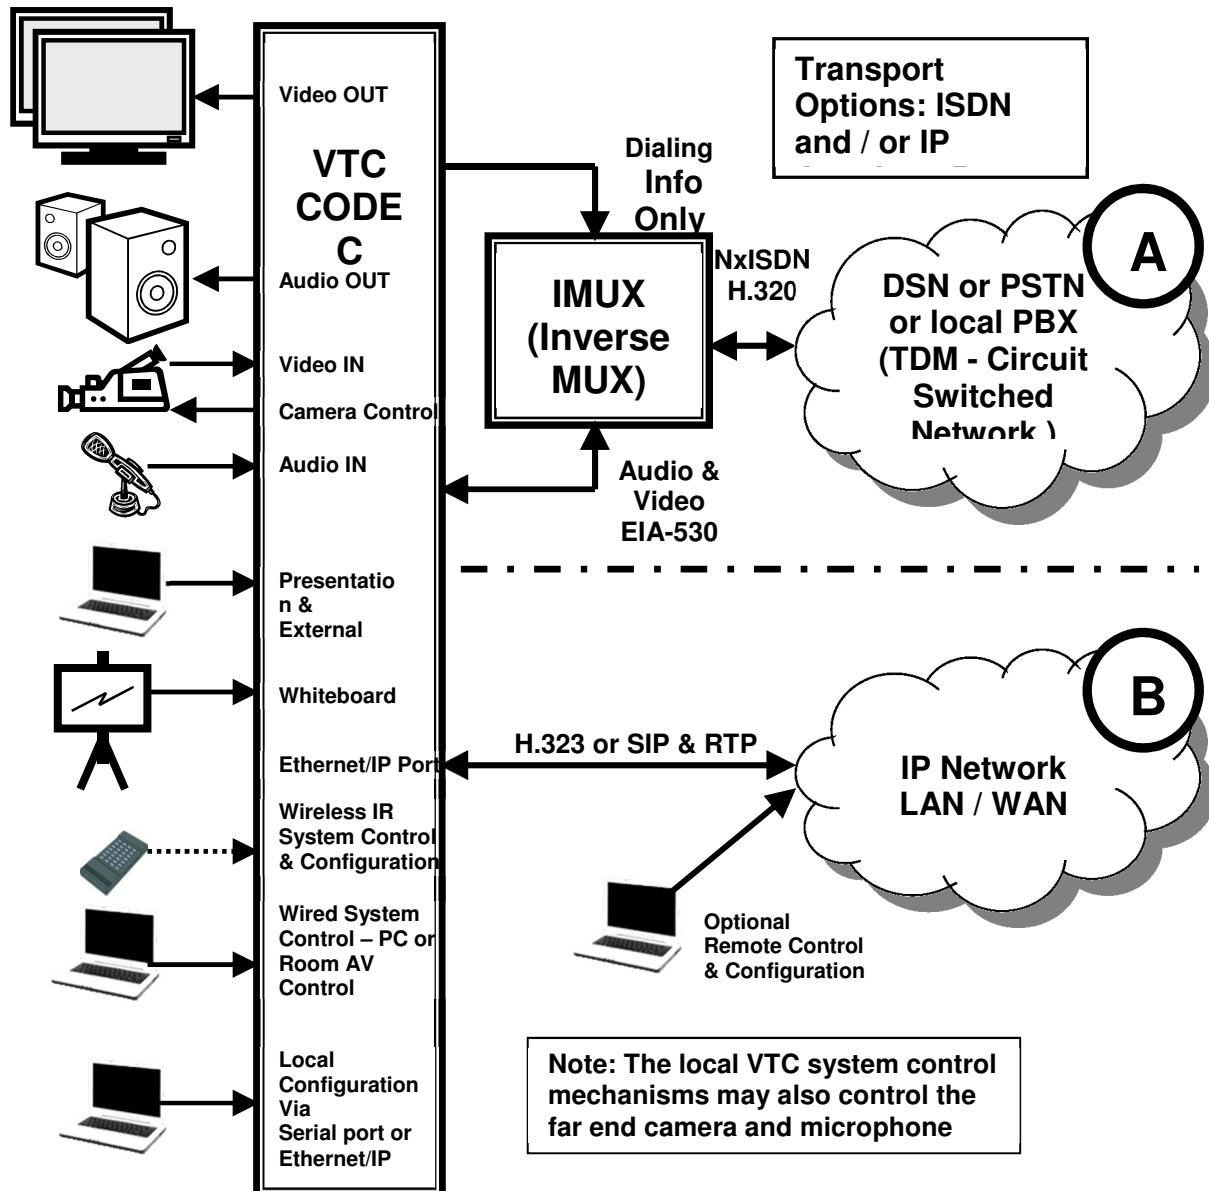 Transport
Options: ISDN
and / or IP
Video OUT
VTC
CODE
C
Audio OUT
Video IN
Camera Control
Audio IN
Presentatio
n &
External
Whiteboard
Ethernet/IP Port
Wireless IR
System Control
& Configuration
Wired System
Control – PC or
Room AV
Control
Local
Configuration
Via
Serial port or
Ethernet/IP
Dialing
Info
Only
IMUX
(Inverse
MUX)
NxISDN
H.320
Audio &
Video
EIA-530
A
DSN or PSTN
or local PBX
(TDM - Circuit
Switched
Network )
H.323 or SIP & RTP
B
IP Network
LAN / WAN
Optional
Remote Control
& Configuration
Note: The local VTC system control
mechanisms may also control the
far end camera and microphone